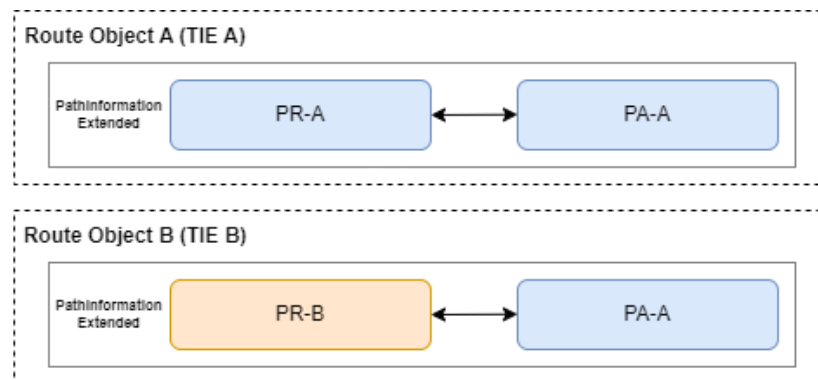 Route Object A (TIE A)
PathInformation
Extended
PR-A
PA-A
Route Object B (TIE B)
PathInformation
Extended
PR-B
PA-A